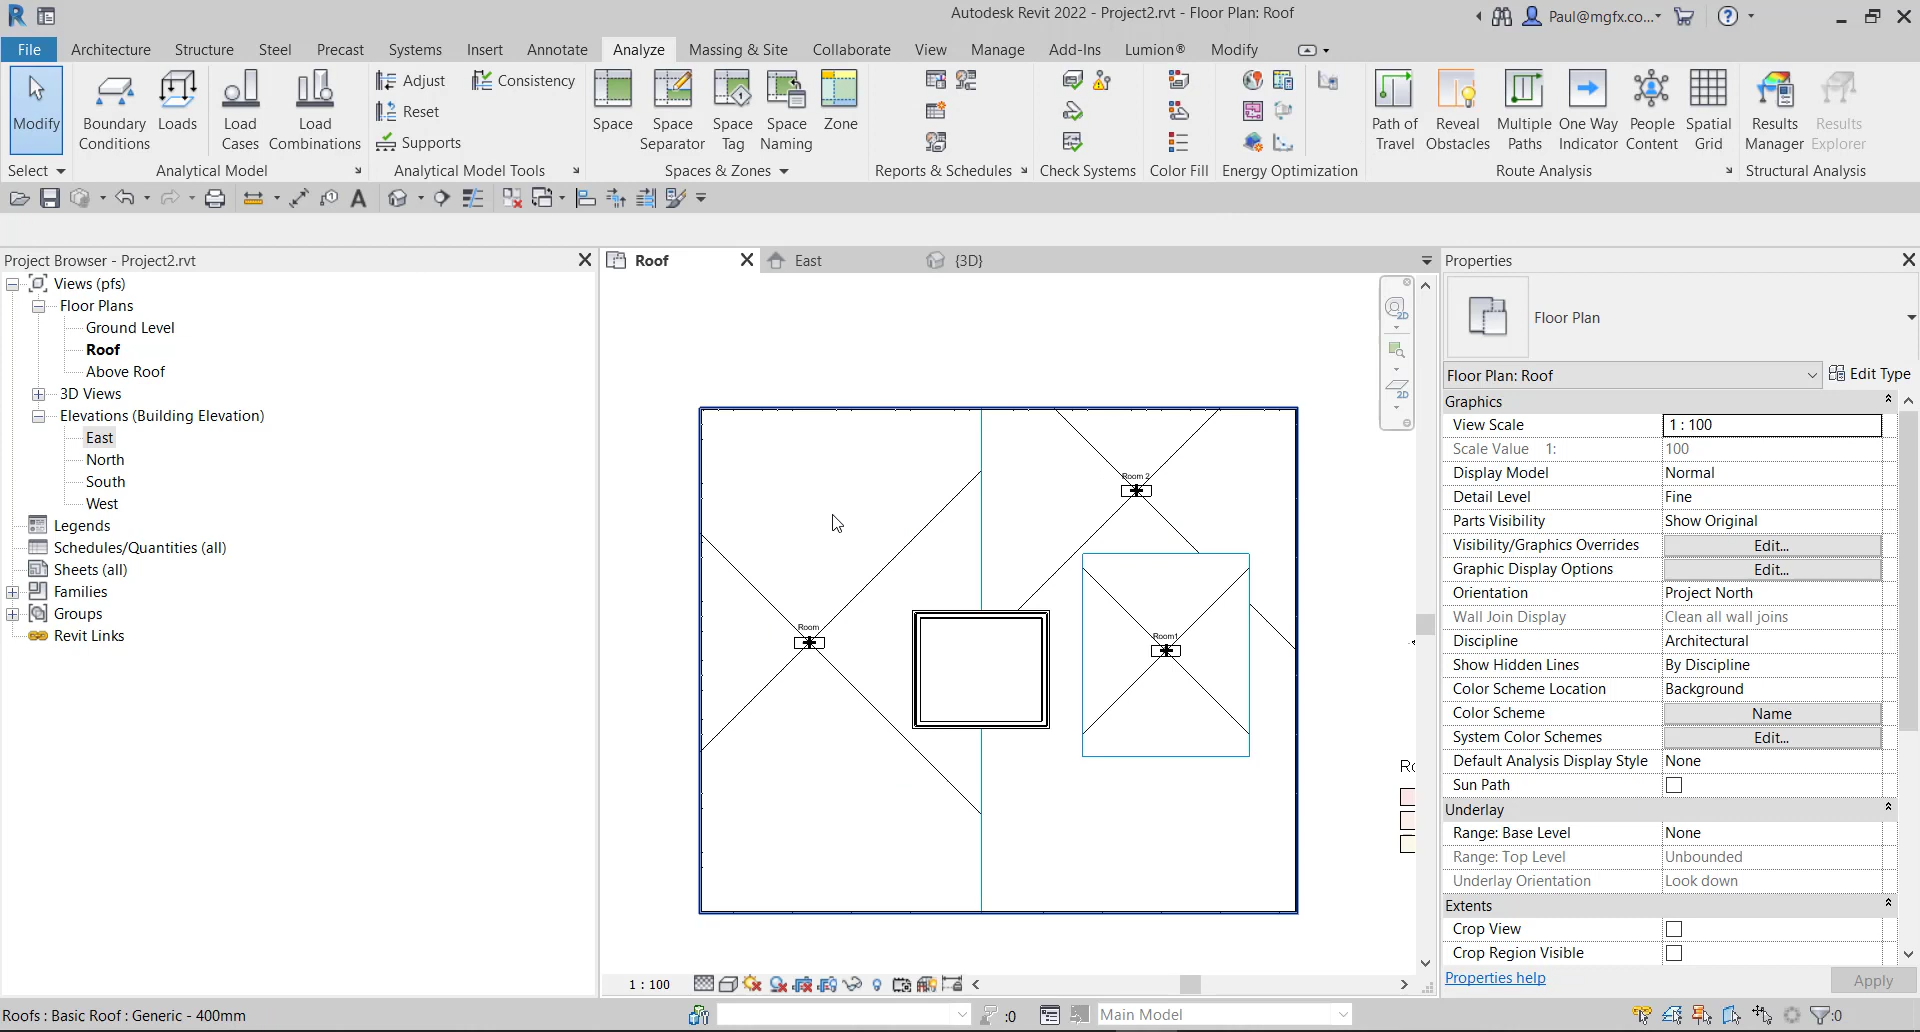 Autodesk Revit 2022 - Project2.rvt - Floor Plan: Roof
Paul@mgfx.co...
File Architecture Structure Steel Precast Systems Insert Annotate Analyze Massing & Site Collaborate View Manage Add-Ins Lumion® Modify
Modify
Boundary Conditions
Loads
Load Cases
Load Combinations
Adjust
Reset
Supports
Consistency
Space
Space Separator
Space Tag
Space Naming
Zone
Path of Travel
Reveal Obstacles
Multiple Paths
One Way Indicator
People Content
Spatial Grid
Results Manager
Results Explorer
Select
Analytical Model
Analytical Model Tools
Spaces & Zones
Reports & Schedules
Check Systems
Color Fill
Energy Optimization
Route Analysis
Structural Analysis
Project Browser - Project2.rvt
Views (pfs)
Floor Plans
Ground Level
Roof
Above Roof
3D Views
Elevations (Building Elevation)
East
North
South
West
Legends
Schedules/Quantities (all)
Sheets (all)
Families
Groups
Revit Links
Roof
East
{3D}
2D
2D
Room 2
Room
Room1
1 : 100
Properties
Floor Plan
Floor Plan: Roof
Edit Type
Graphics
View Scale 1 : 100
Scale Value 1: 100
Display Model Normal
Detail Level Fine
Parts Visibility Show Original
Visibility/Graphics Overrides Edit...
Graphic Display Options Edit...
Orientation Project North
Wall Join Display Clean all wall joins
Discipline Architectural
Show Hidden Lines By Discipline
Color Scheme Location Background
Color Scheme Name
System Color Schemes Edit...
Default Analysis Display Style None
Sun Path
Underlay
Range: Base Level None
Range: Top Level Unbounded
Underlay Orientation Look down
Extents
Crop View
Crop Region Visible
Properties help
Apply
Roofs : Basic Roof : Generic - 400mm
:0
Main Model
:0